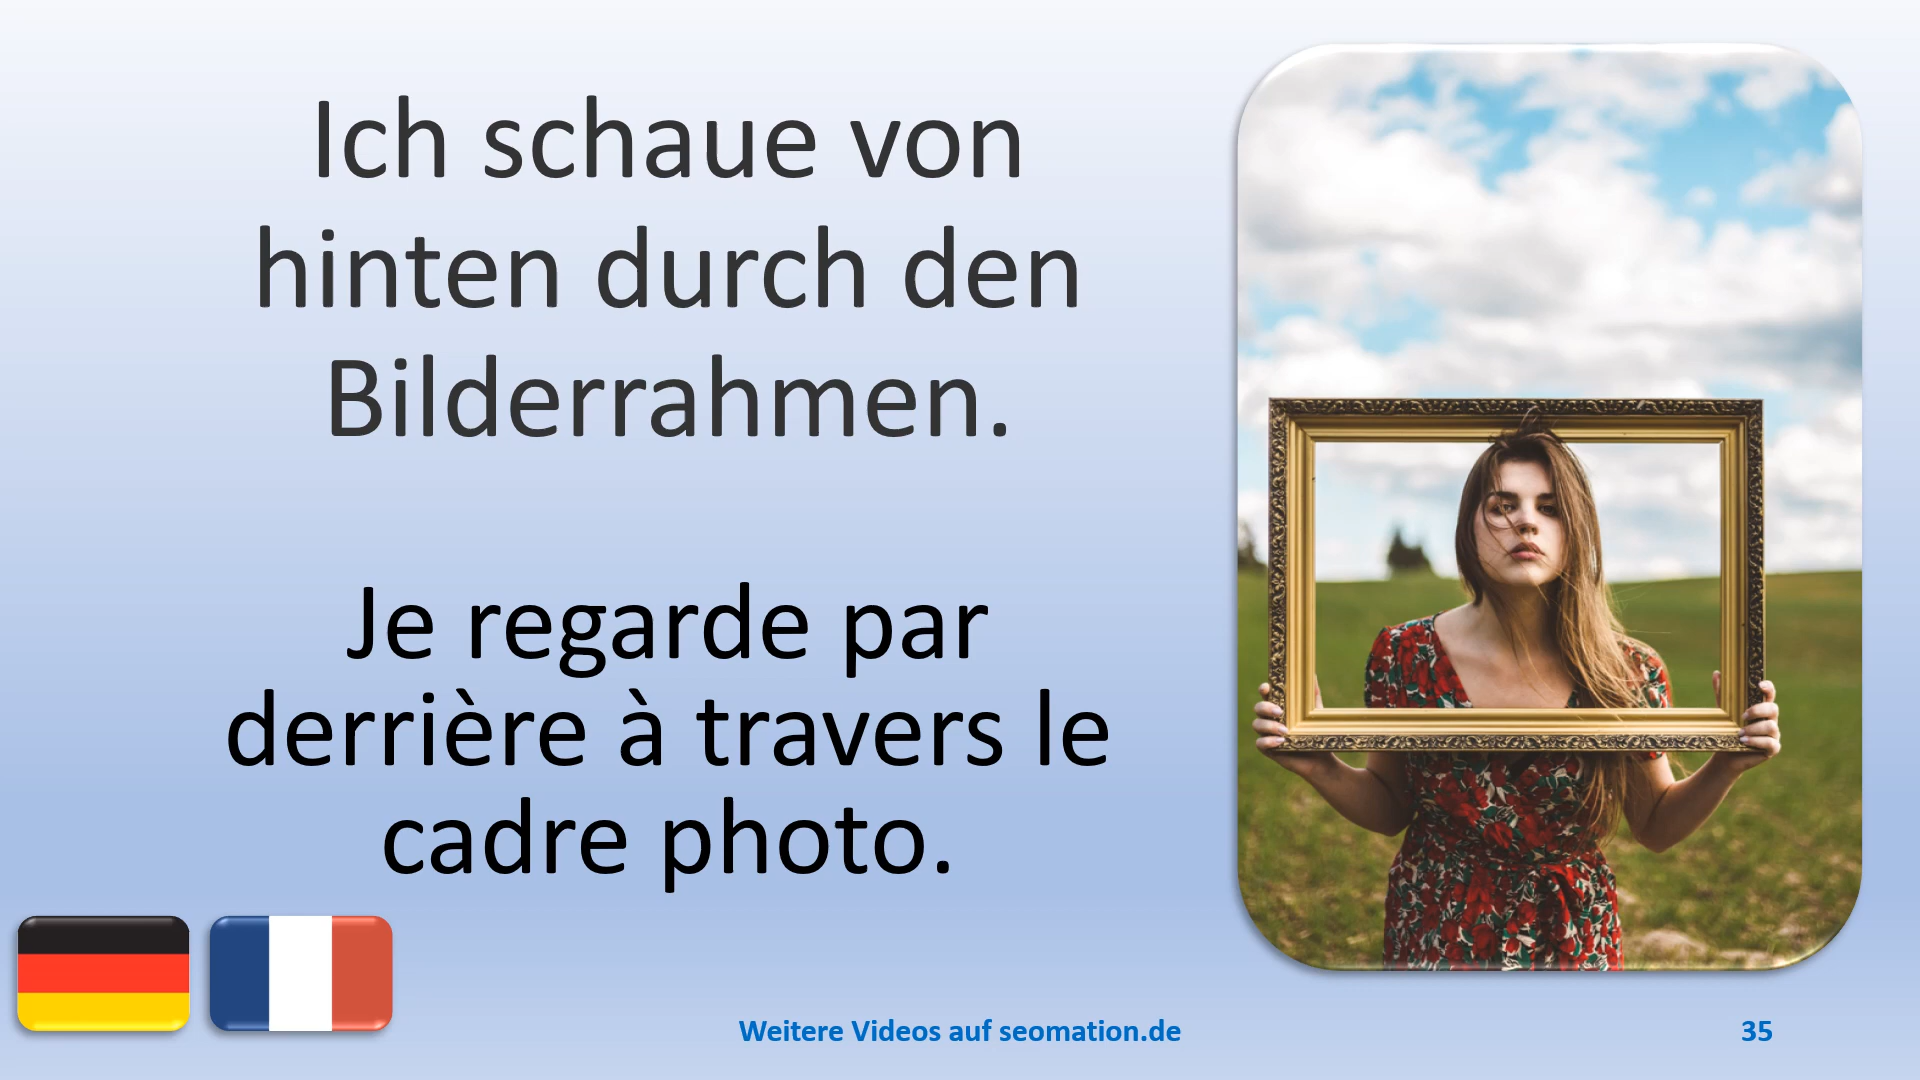 Ich schaue von
hinten durch den
Bilderrahmen.
Je regarde par
derrière à travers le
cadre photo.
Weitere Videos auf seomation.de
35